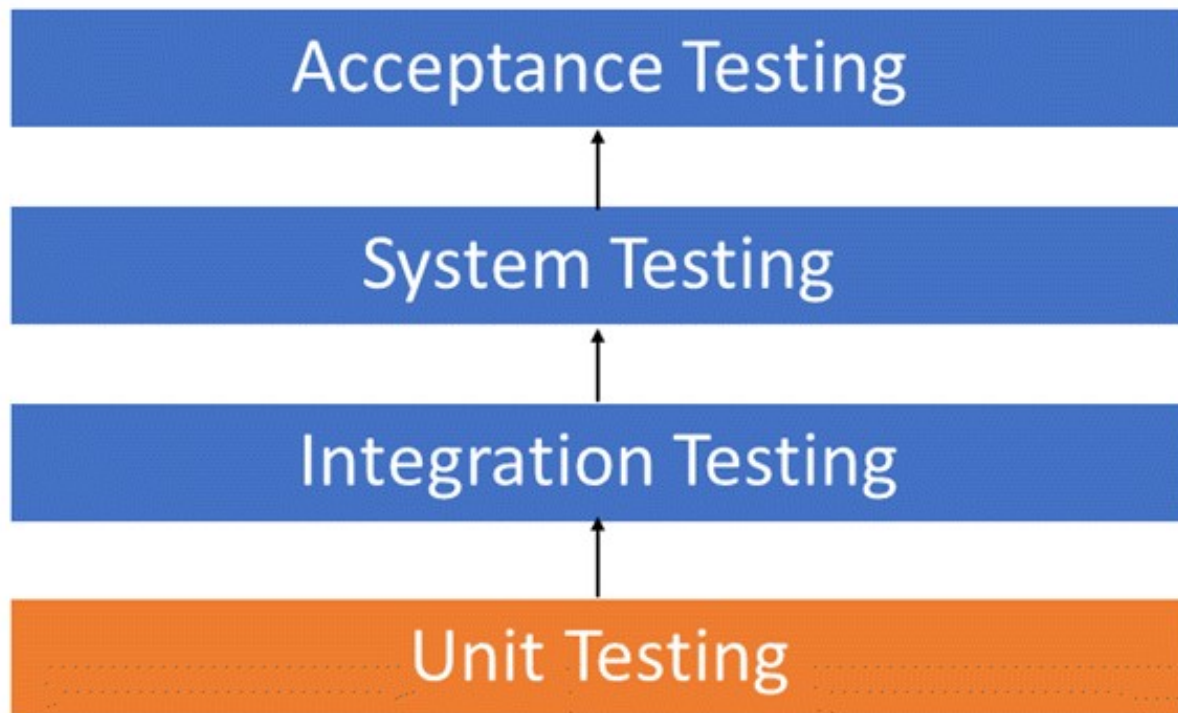 Acceptance Testing
System Testing
Integration Testing
Unit Testing